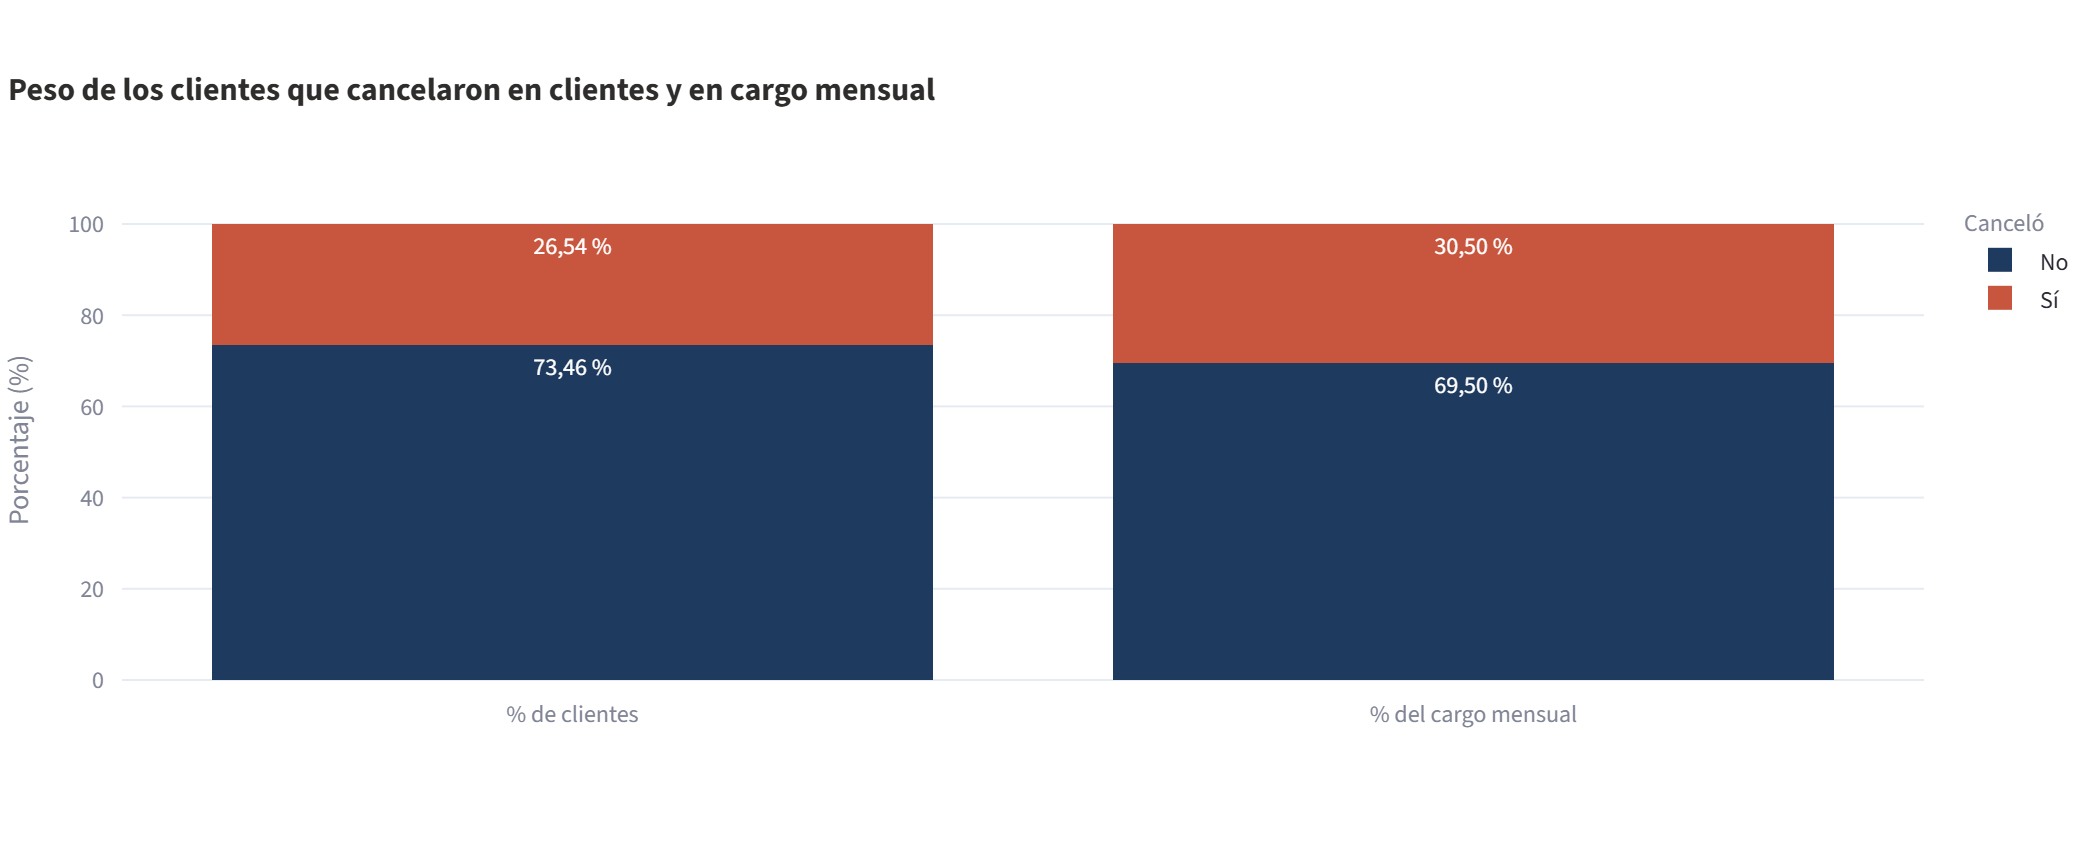 Peso de los clientes que cancelaron en clientes y en cargo mensual
Porcentaje (%)
100
80
60
40
20
0
26,54 %
73,46 %
30,50 %
69,50 %
% de clientes
% del cargo mensual
Canceló
No
Sí